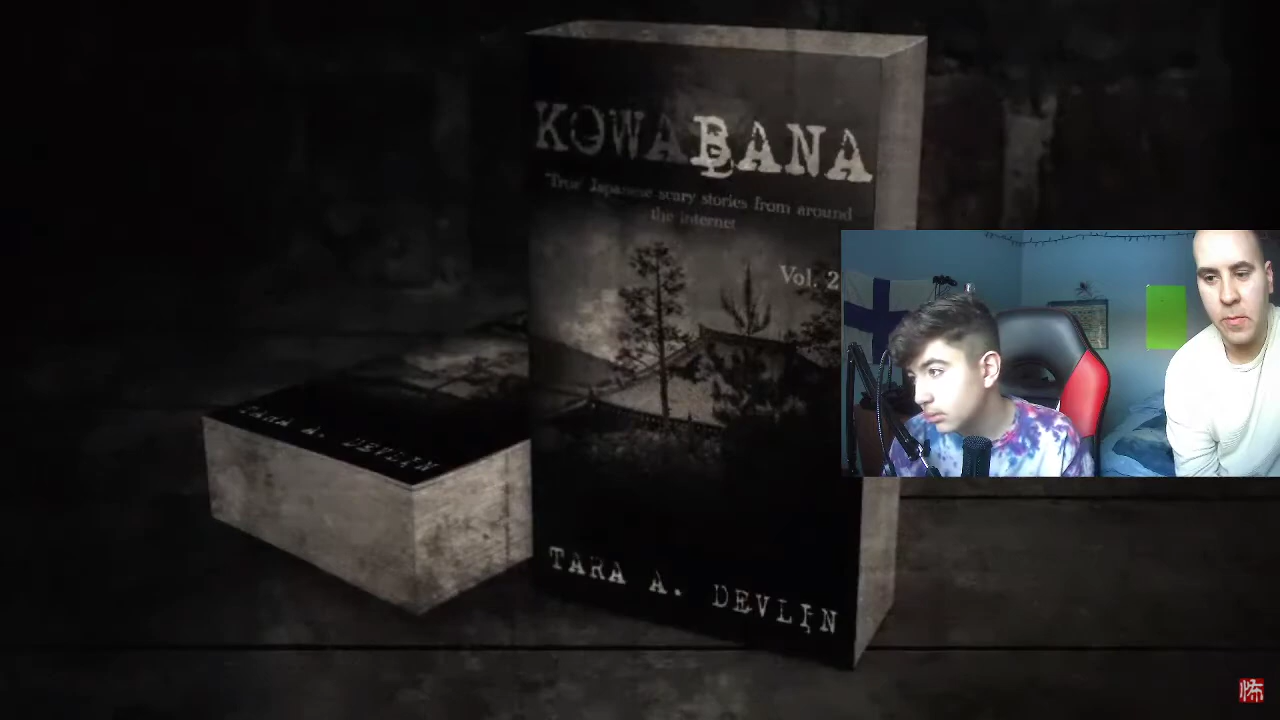 KOWABANA
"True" Japanese scary stories from around
the internet
Vol. 2
TARA A. DEVLIN
TARA A. DEVLIN
怖